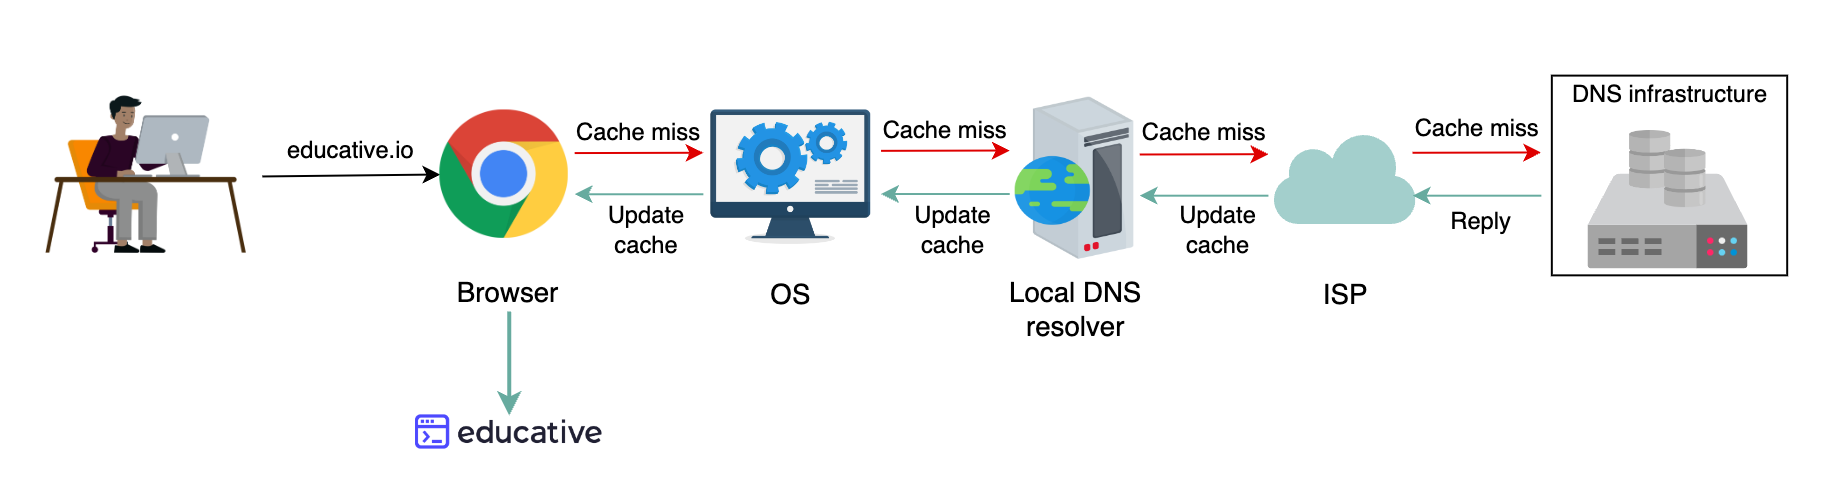 DNS infrastructure
educative.io
Cache miss
Cache miss
Cache miss
Cache miss
Update
cache
Update
cache
Update
cache
Reply
Browser
OS
Local DNS
resolver
ISP
educative